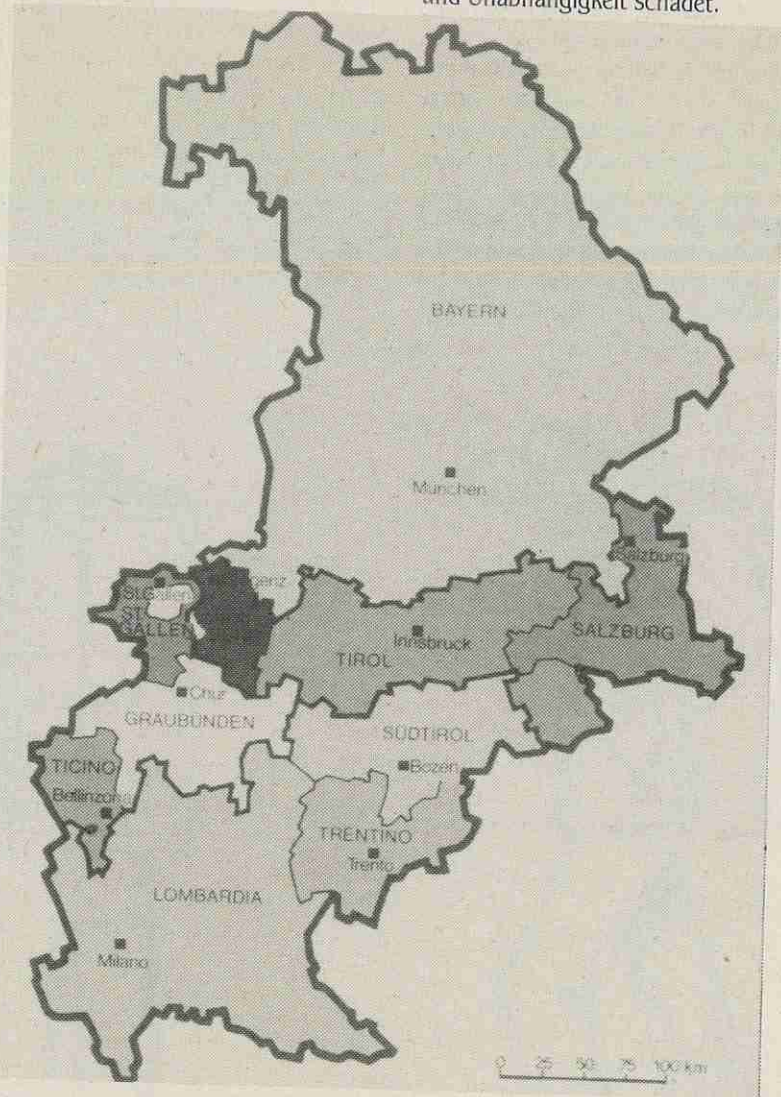 und Unabhängigkeit schadet.
BAYERN
München
Salzburg
SALZBURG
ST.
GALLEN
Innsbruck
TIROL
Chur
GRAUBÜNDEN
SÜDTIROL
Bozen
TICINO
Bellinzona
TRENTINO
Trento
LOMBARDIA
Milano
0 25 50 75 100 km